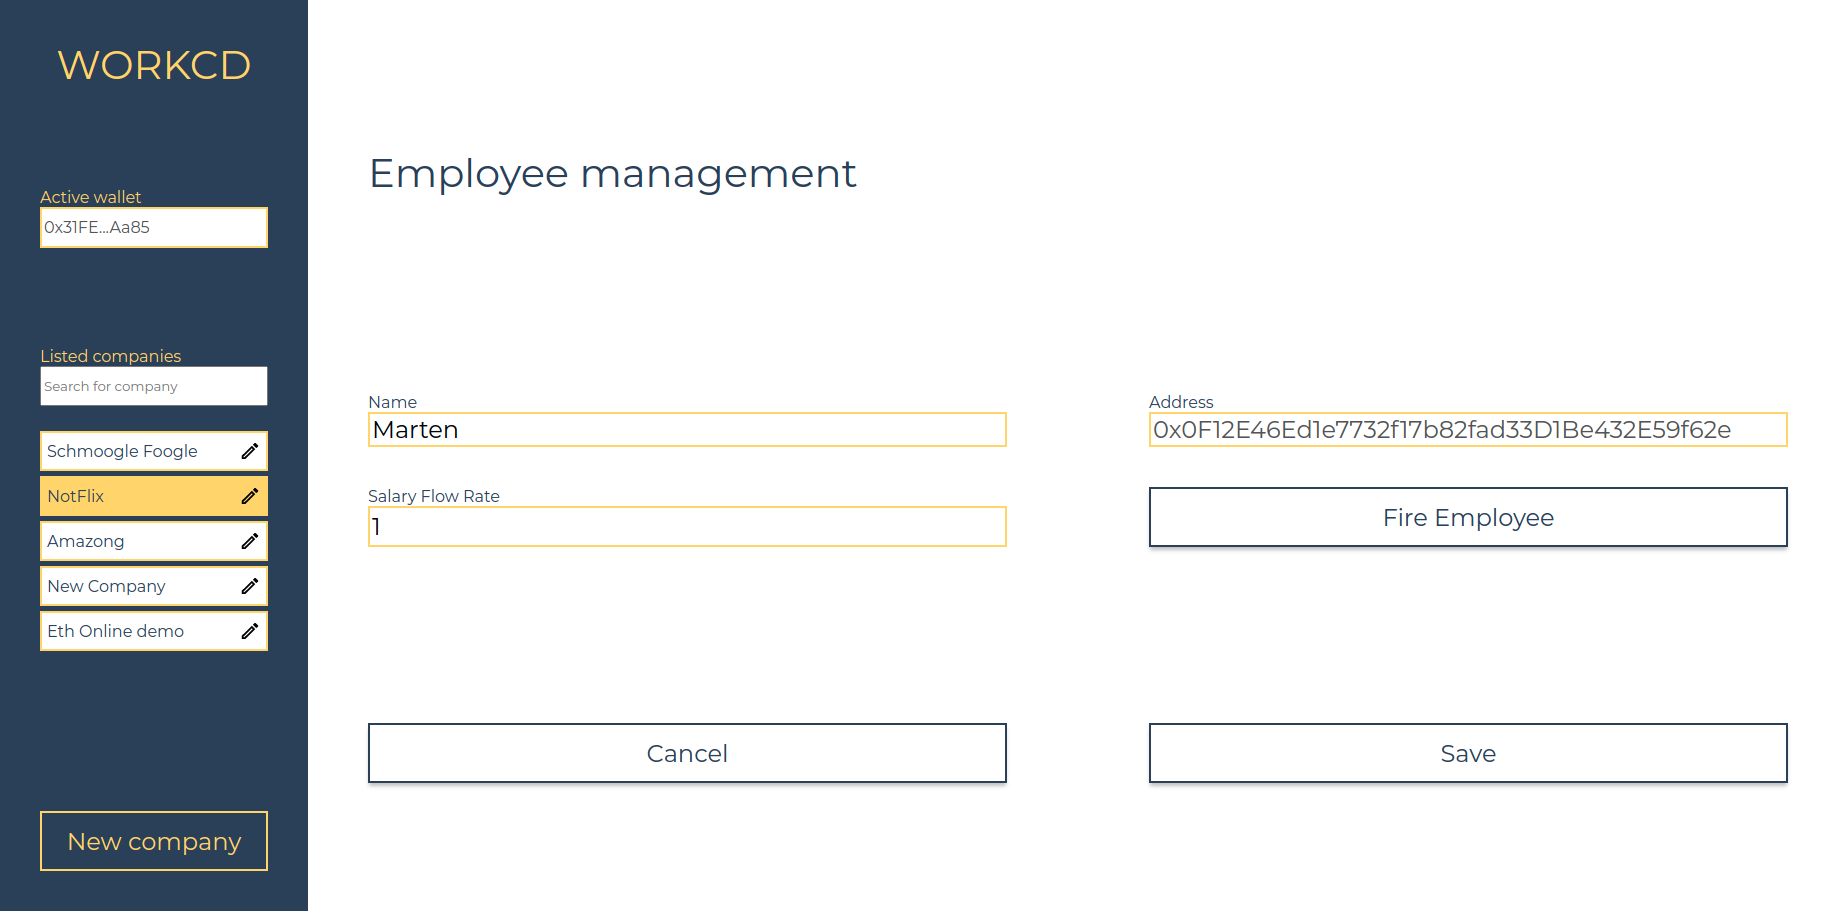 WORKCD
Active wallet
0x31FE...Aa85
Listed companies
Search for company
Schmoogle Foogle
NotFlix
Amazong
New Company
Eth Online demo
New company
Employee management
Name
Marten
Address
0x0F12E46Ed1e7732f17b82fad33D1Be432E59f62e
Salary Flow Rate
1
Fire Employee
Cancel
Save